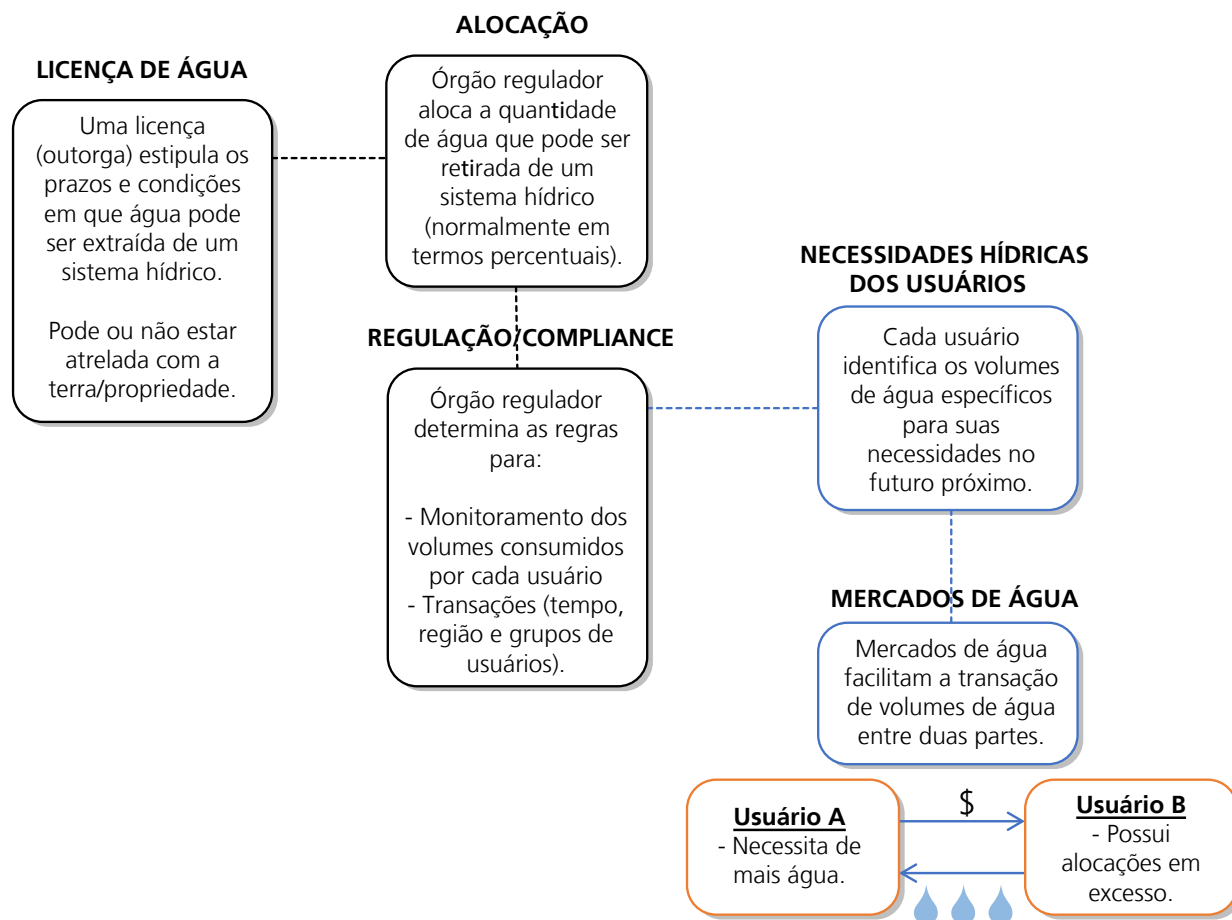 LICENÇA DE ÁGUA
Uma licença
(outorga) estipula os
prazos e condições
em que água pode
ser extraída de um
sistema hídrico.
Pode ou não estar
atrelada com a
terra/propriedade.
ALOCAÇÃO
Órgão regulador
aloca a quantidade
de água que pode ser
retirada de um
sistema hídrico
(normalmente em
termos percentuais).
REGULAÇÃO/COMPLIANCE
Órgão regulador
determina as regras
para:
- Monitoramento dos
volumes consumidos
por cada usuário
- Transações (tempo,
região e grupos de
usuários).
NECESSIDADES HÍDRICAS
DOS USUÁRIOS
Cada usuário
identifica os volumes
de água específicos
para suas
necessidades no
futuro próximo.
MERCADOS DE ÁGUA
Mercados de água
facilitam a transação
de volumes de água
entre duas partes.
Usuário A
- Necessita de
mais água.
$
Usuário B
- Possui
alocações em
excesso.